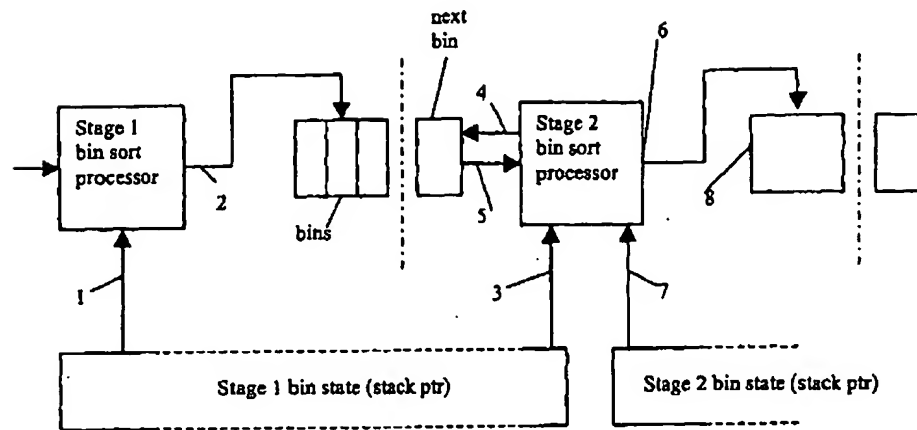 next
bin
6
4
Stage 1
bin sort
processor
Stage 2
bin sort
processor
2
5
8
bins
1
3
7
Stage 1 bin state (stack ptr)
Stage 2 bin state (stack ptr)